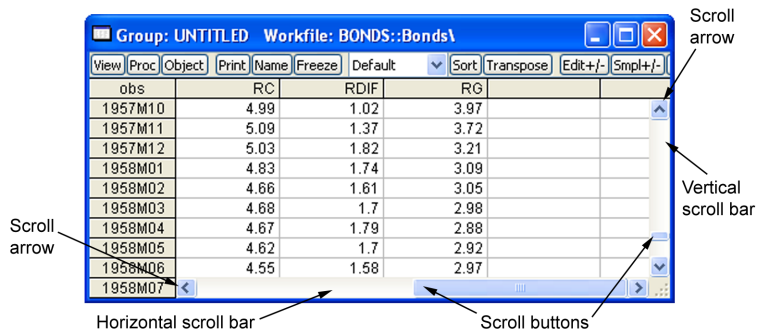 Scroll
arrow
Group: UNTITLED Workfile: BONDS::Bonds\
View Proc Object Print Name Freeze Default Sort Transpose Edit+/- Smpl+/-
obs RC RDIF RG
1957M10 4.99 1.02 3.97
1957M11 5.09 1.37 3.72
1957M12 5.03 1.82 3.21
1958M01 4.83 1.74 3.09
1958M02 4.66 1.61 3.05
1958M03 4.68 1.7 2.98
1958M04 4.67 1.79 2.88
1958M05 4.62 1.7 2.92
1958M06 4.55 1.58 2.97
1958M07
Vertical
scroll bar
Scroll
arrow
Horizontal scroll bar
Scroll buttons